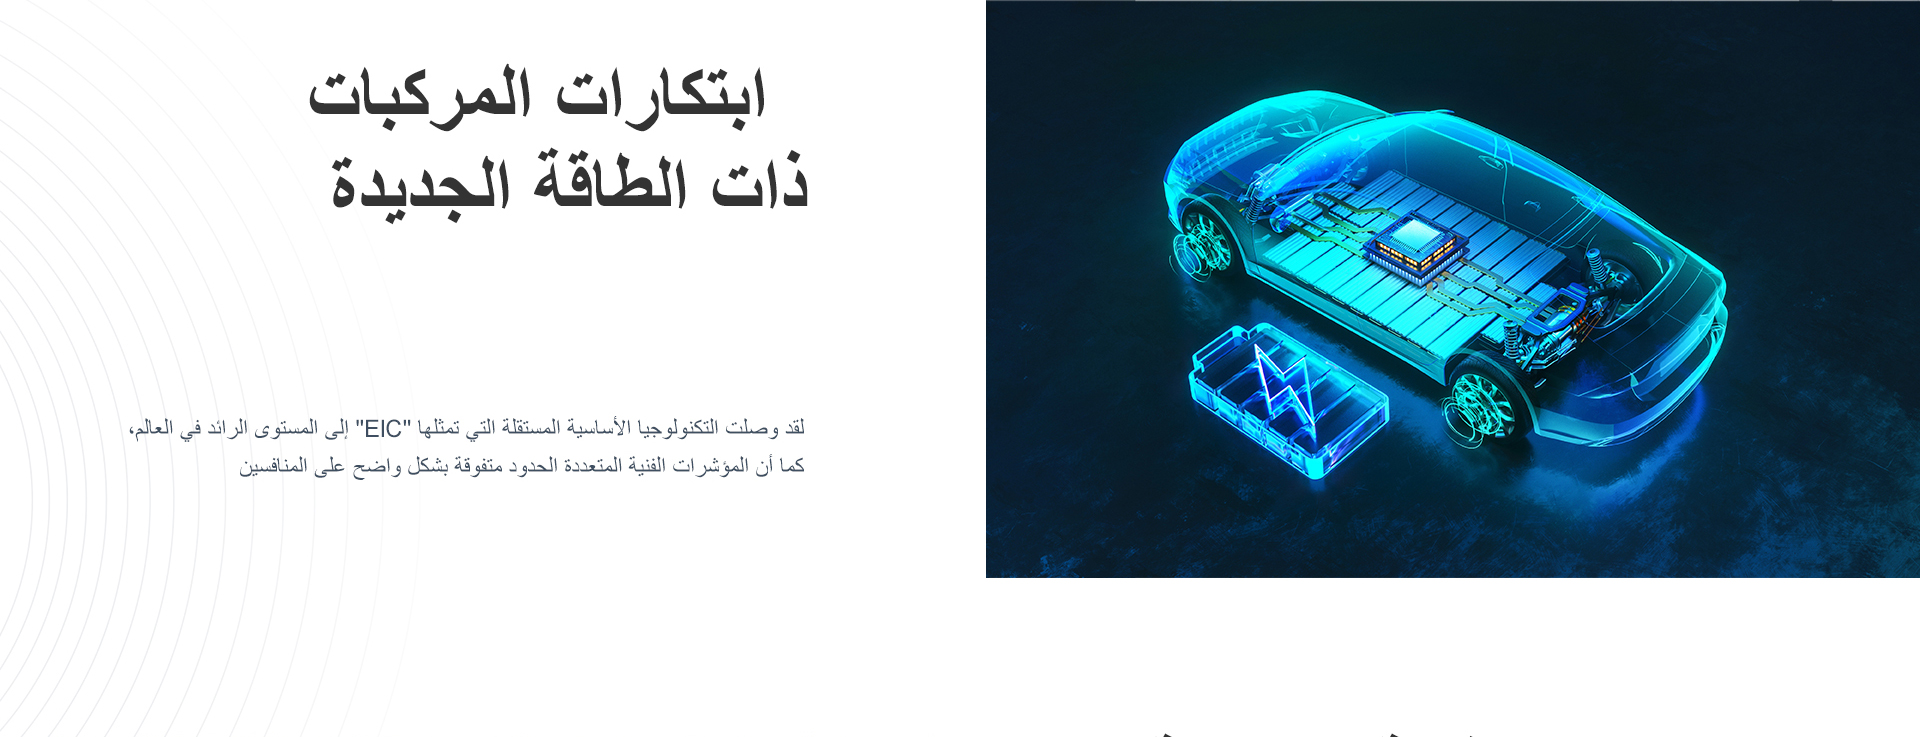 ابتكارات المركبات
ذات الطاقة الجديدة
لقد وصلت التكنولوجيا الأساسية المستقلة التي تمثلها "EIC" إلى المستوى الرائد في العالم،
كما أن المؤشرات الفنية المتعددة الحدود متفوقة بشكل واضح على المنافسين